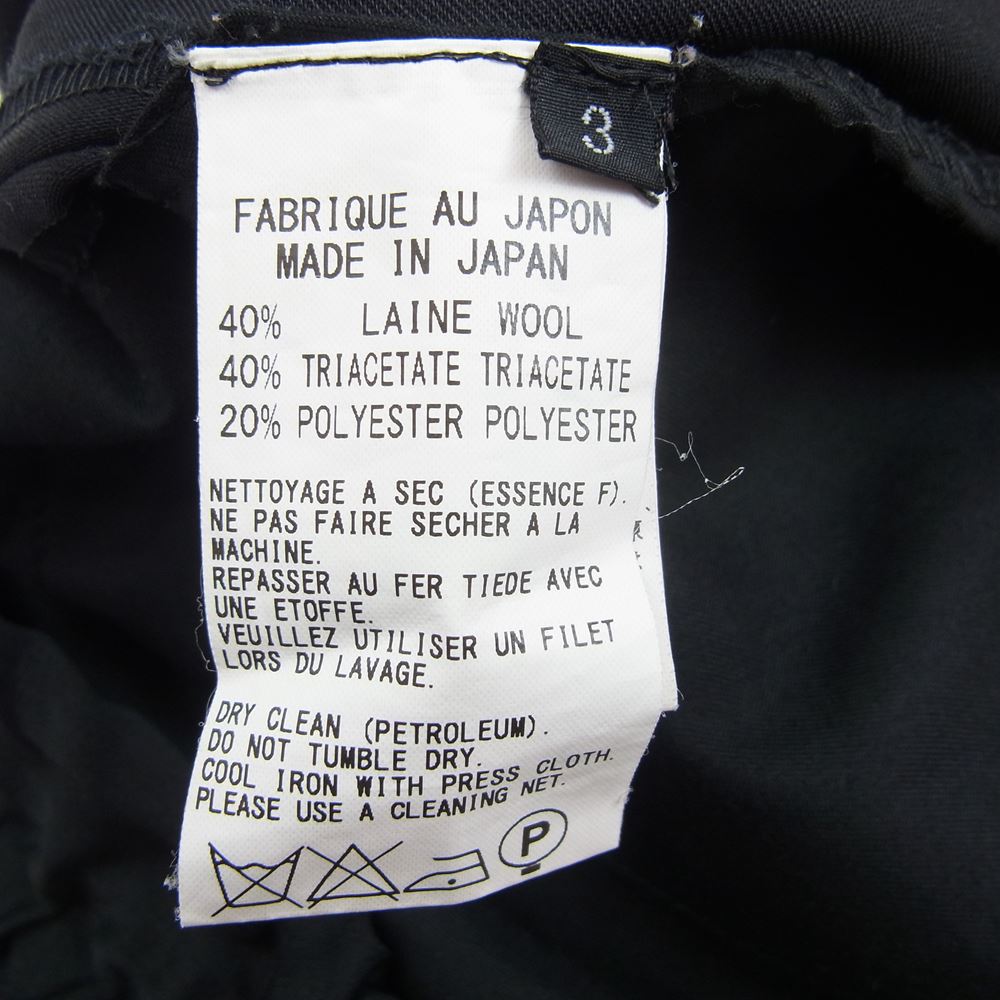 3
FABRIQUE AU JAPON
MADE IN JAPAN
40% LAINE WOOL
40% TRIACETATE TRIACETATE
20% POLYESTER POLYESTER
NETTOYAGE A SEC (ESSENCE F).
NE PAS FAIRE SECHER A LA
MACHINE.
REPASSER AU FER TIEDE AVEC
UNE ETOFFE.
VEUILLEZ UTILISER UN FILET
LORS DU LAVAGE.
DRY CLEAN (PETROLEUM).
DO NOT TUMBLE DRY.
COOL IRON WITH PRESS CLOTH.
PLEASE USE A CLEANING NET.
P